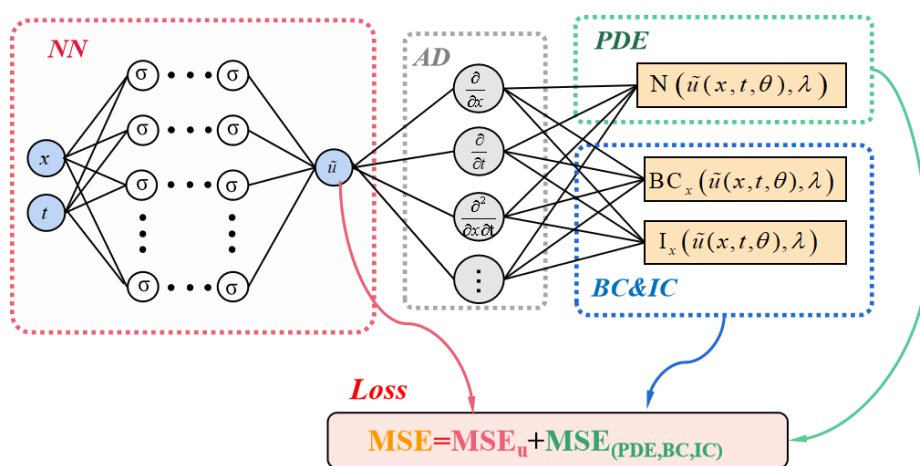 NN
σ • • • σ
σ • • • σ
x
σ • • • σ
t
⋮ ⋮
σ • • • σ
ũ
AD
∂/∂x
∂/∂t
∂²/∂x∂t
⋮
PDE
N(ũ(x,t,θ),λ)
BCₓ(ũ(x,t,θ),λ)
Iₓ(ũ(x,t,θ),λ)
BC&IC
Loss
MSE=MSEᵤ+MSE(PDE,BC,IC)